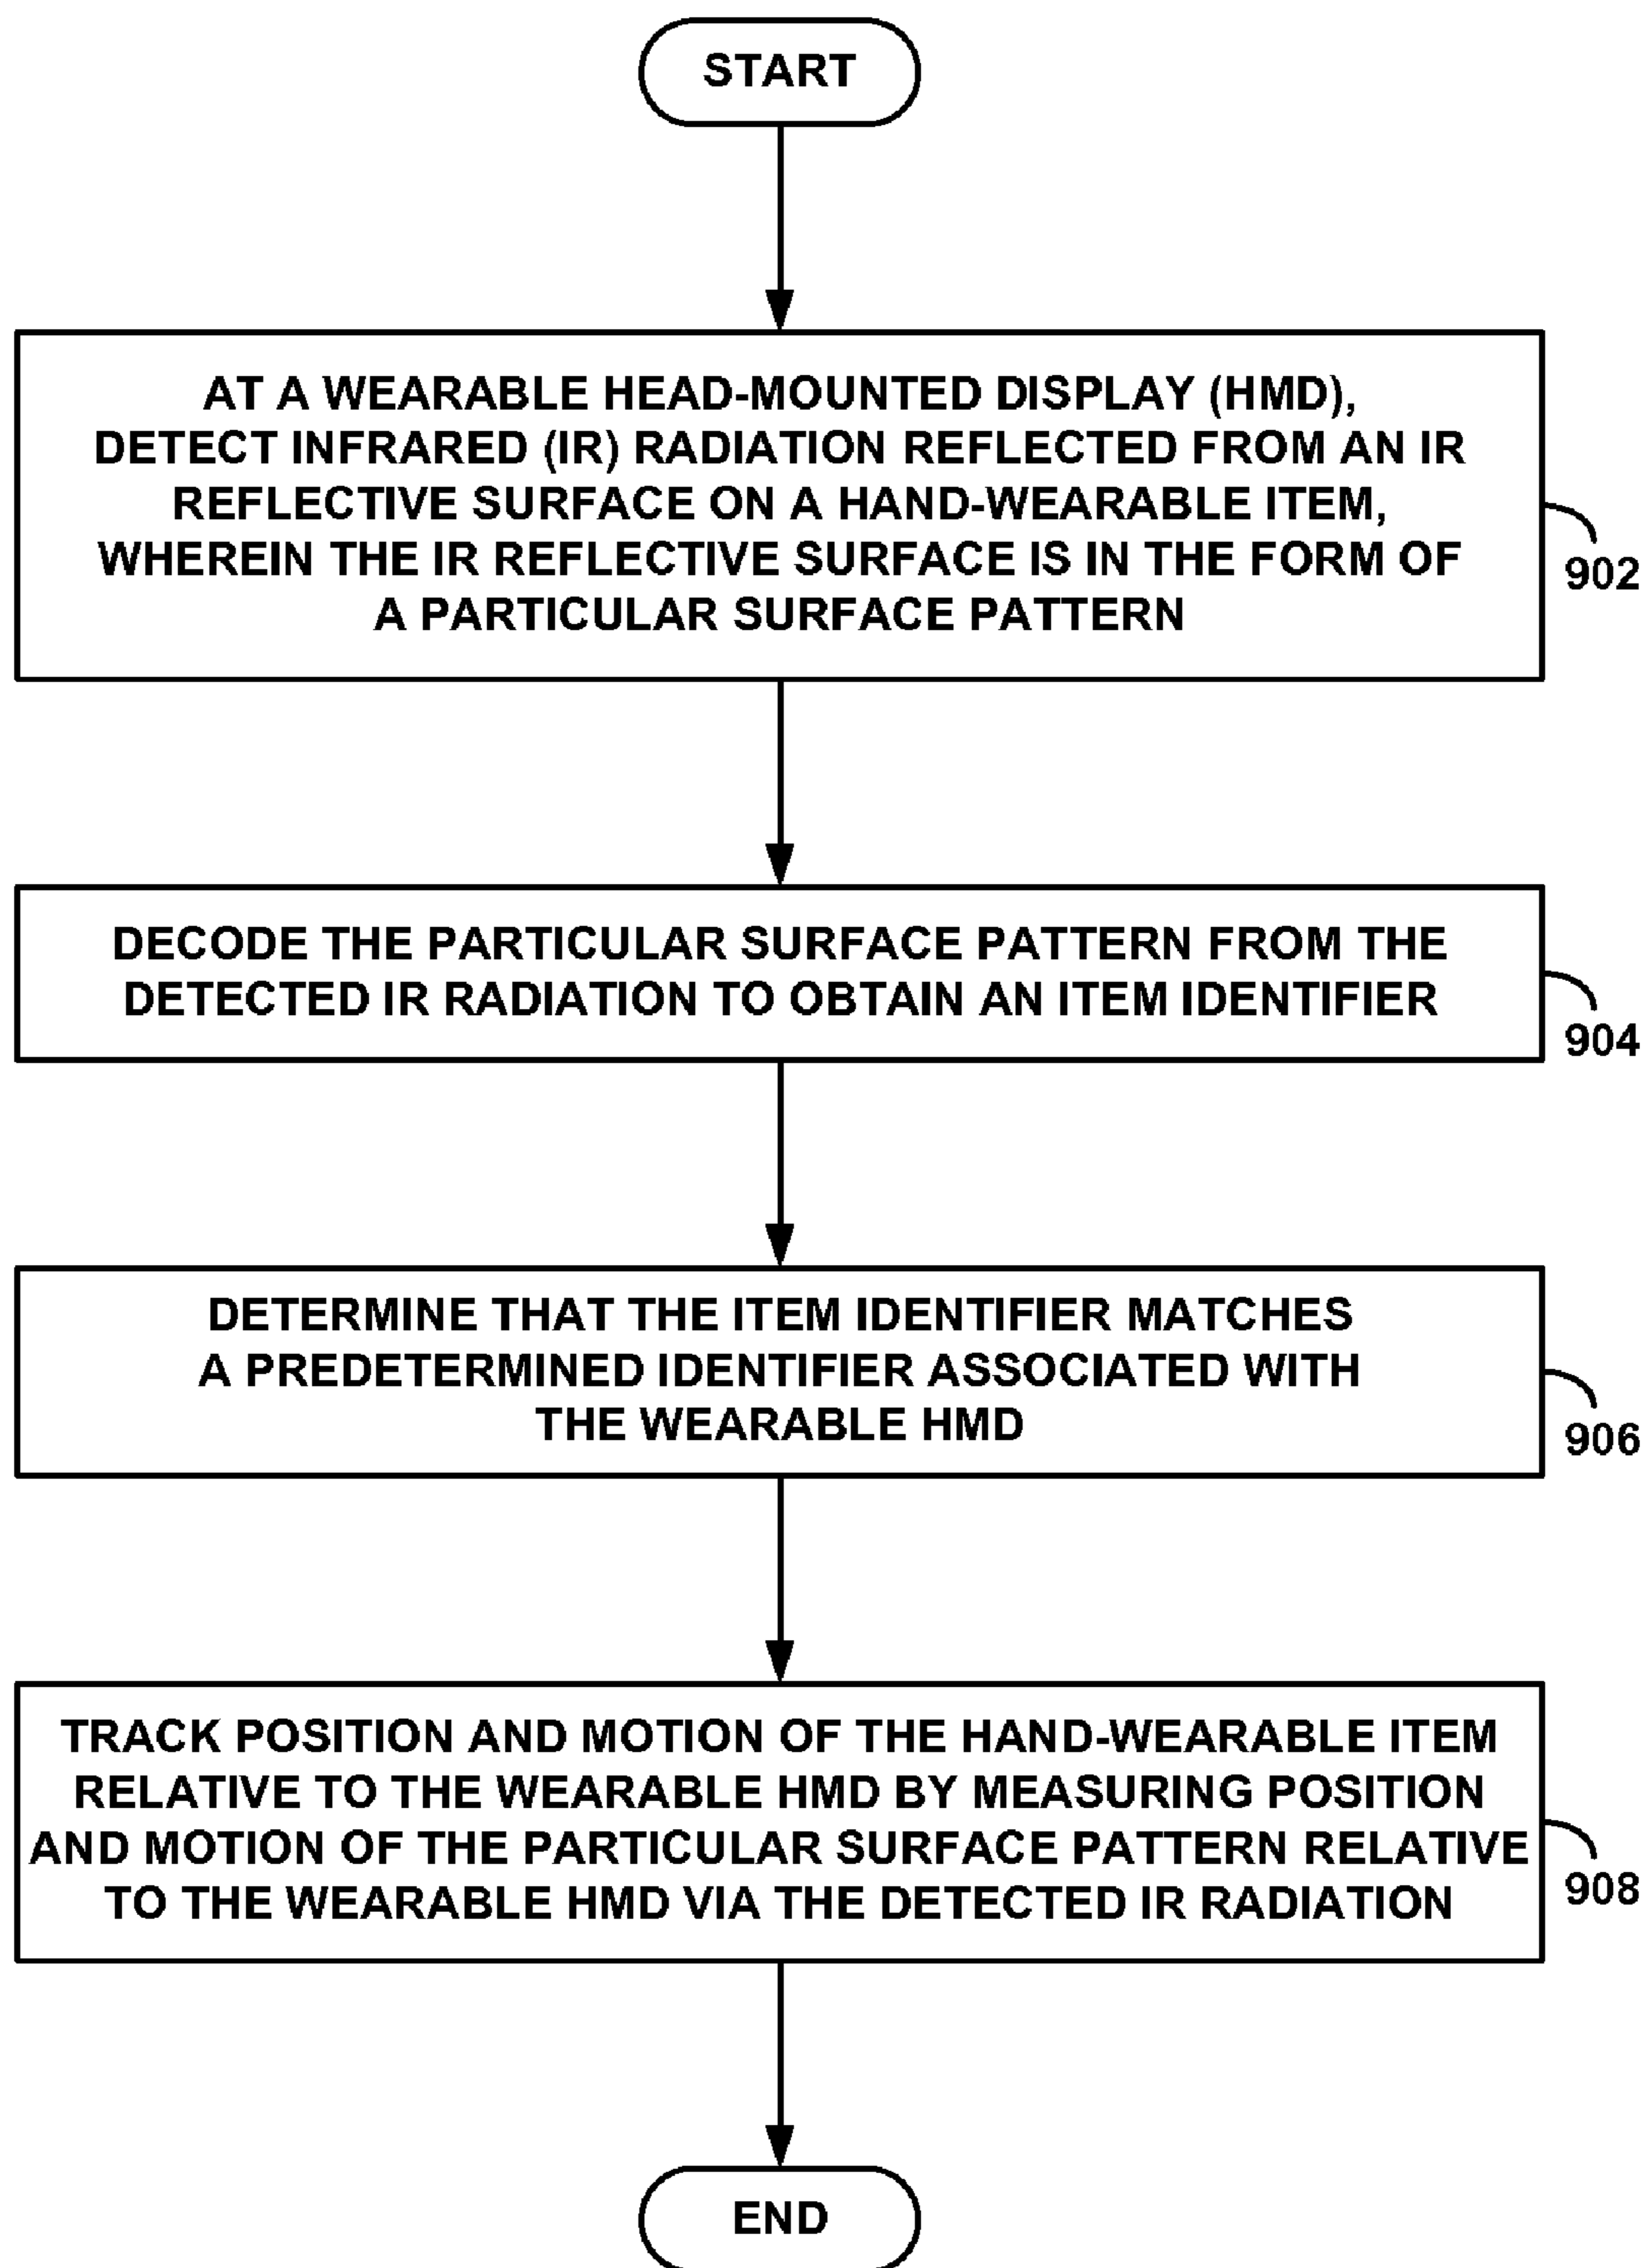 START
AT A WEARABLE HEAD-MOUNTED DISPLAY (HMD),
DETECT INFRARED (IR) RADIATION REFLECTED FROM AN IR
REFLECTIVE SURFACE ON A HAND-WEARABLE ITEM,
WHEREIN THE IR REFLECTIVE SURFACE IS IN THE FORM OF
A PARTICULAR SURFACE PATTERN
902
DECODE THE PARTICULAR SURFACE PATTERN FROM THE
DETECTED IR RADIATION TO OBTAIN AN ITEM IDENTIFIER
904
DETERMINE THAT THE ITEM IDENTIFIER MATCHES
A PREDETERMINED IDENTIFIER ASSOCIATED WITH
THE WEARABLE HMD
906
TRACK POSITION AND MOTION OF THE HAND-WEARABLE ITEM
RELATIVE TO THE WEARABLE HMD BY MEASURING POSITION
AND MOTION OF THE PARTICULAR SURFACE PATTERN RELATIVE
TO THE WEARABLE HMD VIA THE DETECTED IR RADIATION
908
END